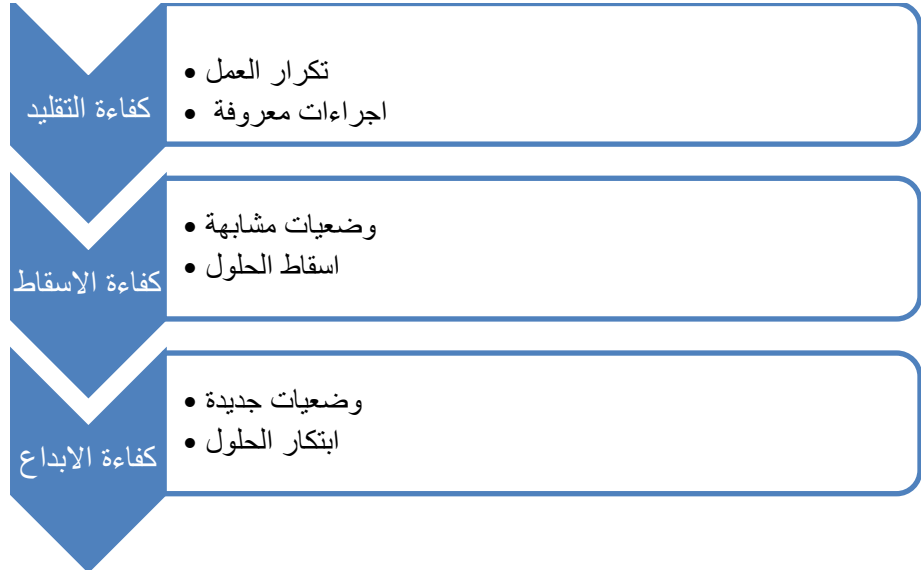 كفاءة التقليد
• تكرار العمل
• اجراءات معروفة
كفاءة الاسقاط
• وضعيات مشابهة
• اسقاط الحلول
كفاءة الابداع
• وضعيات جديدة
• ابتكار الحلول